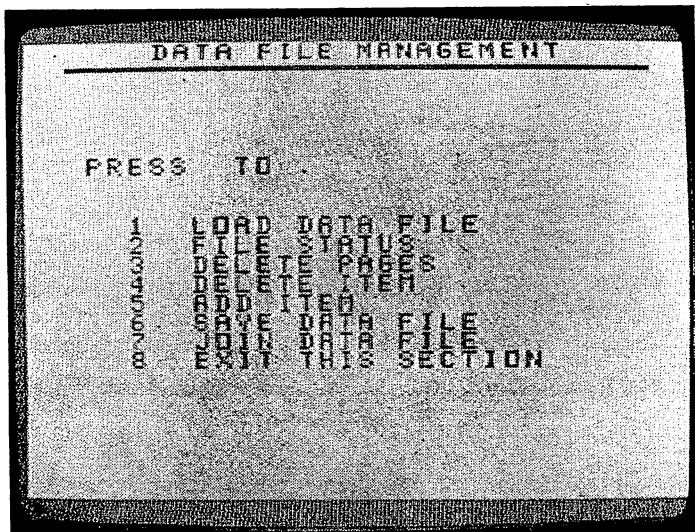 DATA FILE MANAGEMENT
PRESS TO
1 LOAD DATA FILE
2 FILE STATUS
3 DELETE PAGES
4 DELETE ITEM
5 ADD ITEM
6 SAVE DATA FILE
7 JOIN DATA FILE
8 EXIT THIS SECTION